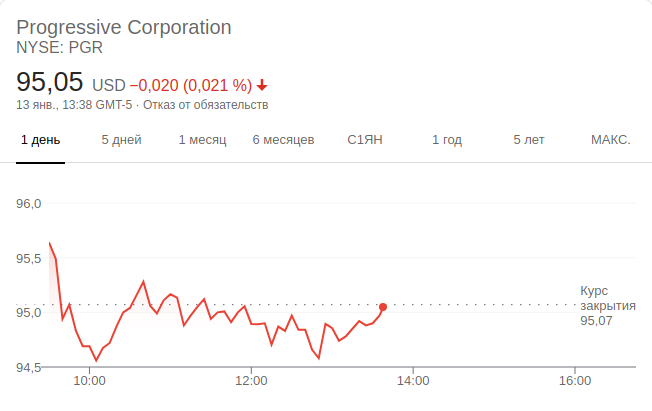 Progressive Corporation
NYSE: PGR
95,05 USD −0,020 (0,021 %)
13 янв., 13:38 GMT-5 · Отказ от обязательств
1 день 5 дней 1 месяц 6 месяцев С1ЯН 1 год 5 лет МАКС.
96,0
95,5
95,0
94,5
Курс
закрытия
95,07
10:00 12:00 14:00 16:00